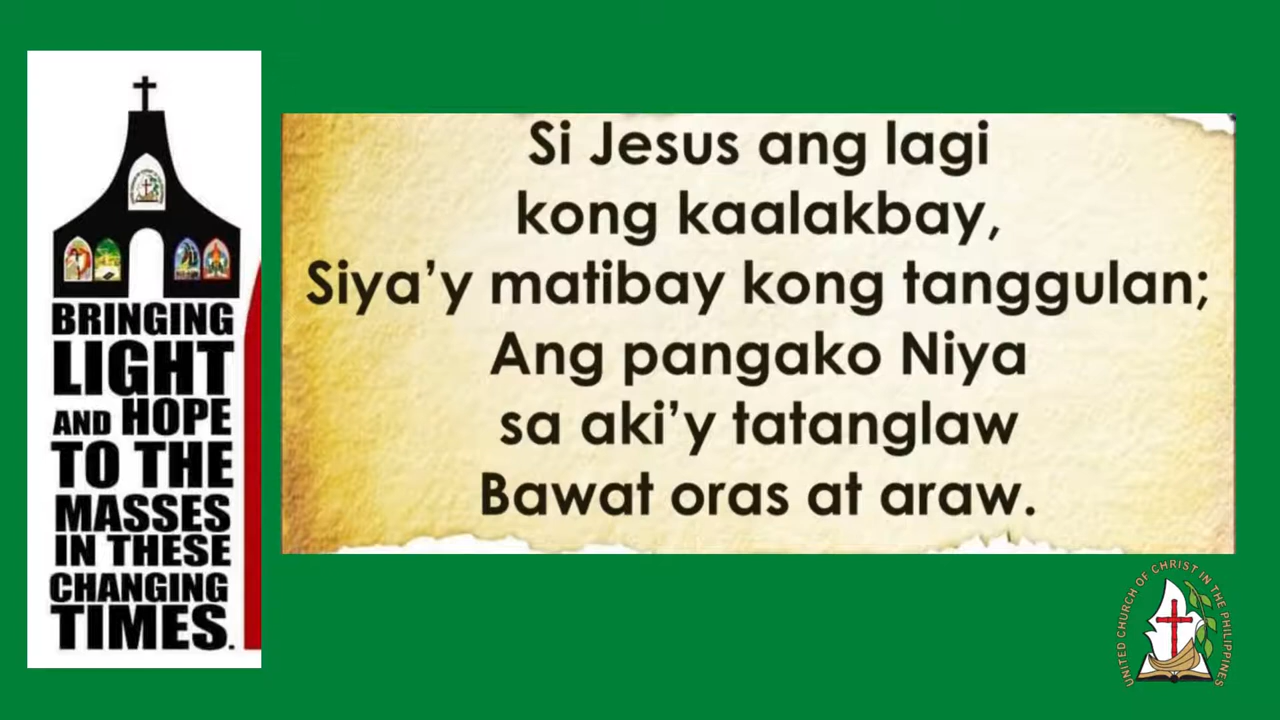 BRINGING
LIGHT
AND HOPE
TO THE
MASSES
IN THESE
CHANGING
TIMES.
Si Jesus ang lagi
kong kaalakbay,
Siya’y matibay kong tanggulan;
Ang pangako Niya
sa aki’y tatanglaw
Bawat oras at araw.
UNITED CHURCH OF CHRIST IN THE PHILIPPINES